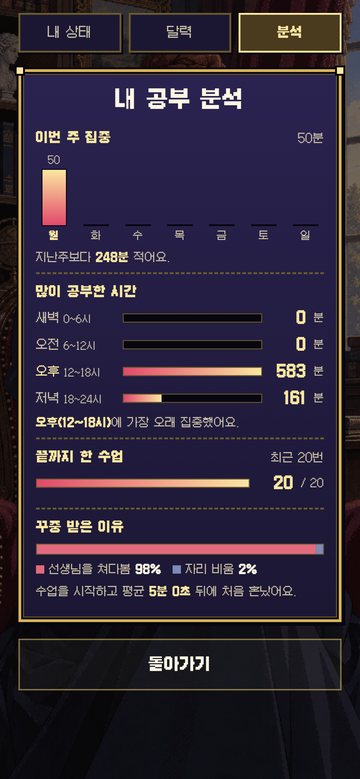 내 상태
달력
분석
내 공부 분석
이번 주 집중 50분
50
월 화 수 목 금 토 일
지난주보다 248분 적어요.
많이 공부한 시간
새벽 0~6시 0 분
오전 6~12시 0 분
오후 12~18시 583 분
저녁 18~24시 161 분
오후(12~18시)에 가장 오래 집중했어요.
끝까지 한 수업 최근 20번
20 / 20
꾸중 받은 이유
선생님을 쳐다봄 98% 자리 비움 2%
수업을 시작하고 평균 5분 0초 뒤에 처음 혼났어요.
돌아가기